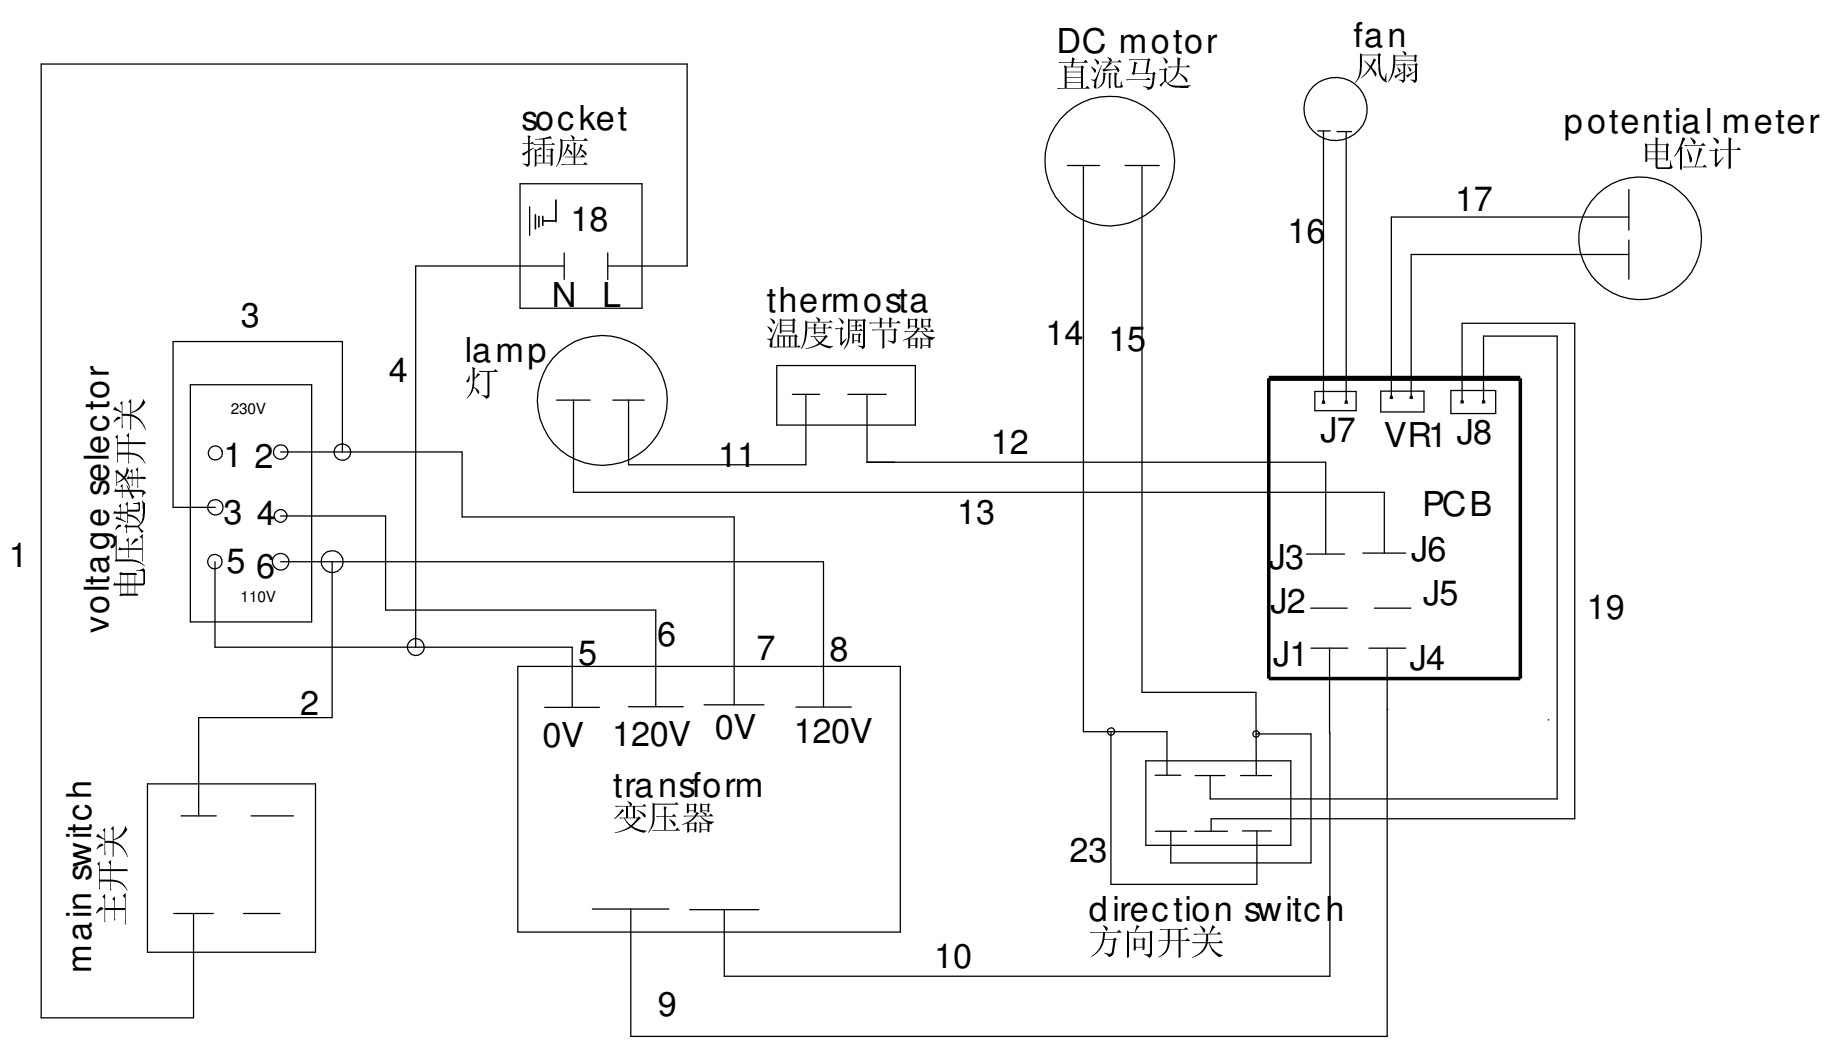 DC motor
直流马达
fan
风扇
socket
插座
potential meter
电位计
18
17
16
N L
3
thermosta
温度调节器
14
15
lamp
灯
4
voltage selector
电压选择开关
230V
1 2
3 4
5 6
110V
11
12
13
J7 VR1 J8
PCB
J3 J6
J2 J5
J1 J4
1
19
5 6 7 8
0V 120V 0V 120V
transform
变压器
2
main switch
主开关
23
direction switch
方向开关
10
9